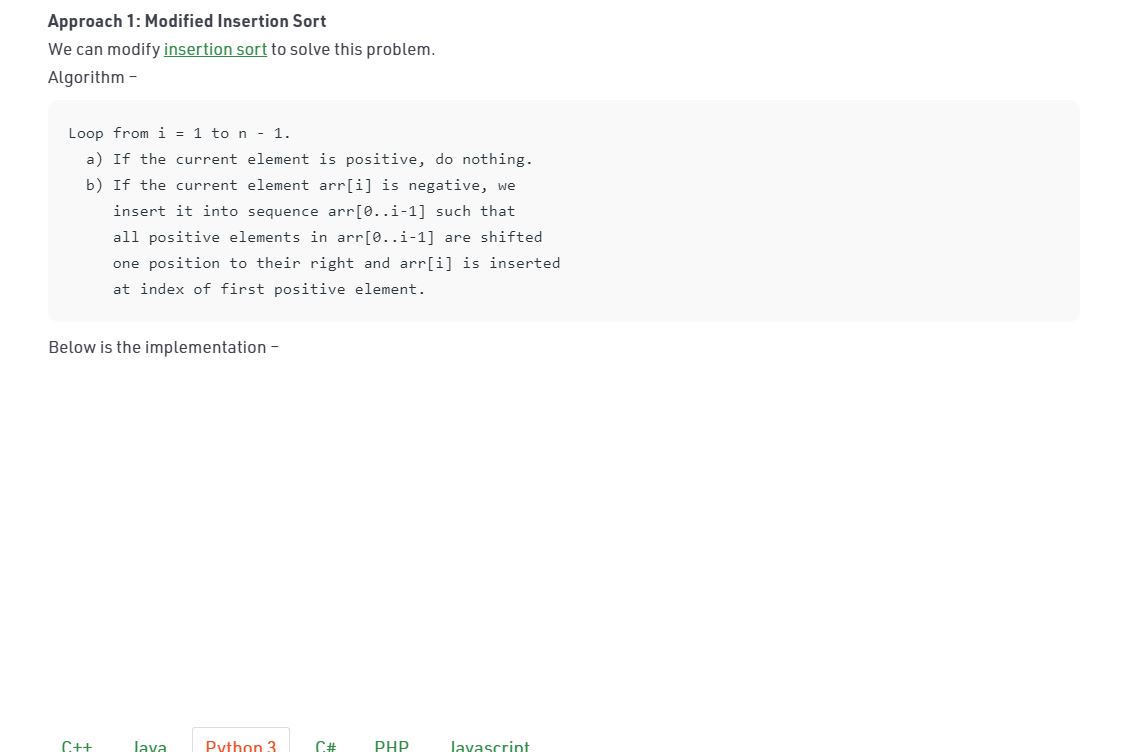 Approach 1: Modified Insertion Sort
We can modify insertion sort to solve this problem.
Algorithm –
Loop from i = 1 to n - 1.
  a) If the current element is positive, do nothing.
  b) If the current element arr[i] is negative, we
     insert it into sequence arr[0..i-1] such that
     all positive elements in arr[0..i-1] are shifted
     one position to their right and arr[i] is inserted
     at index of first positive element.
Below is the implementation –
C++ Java Python 3 C# PHP Javascript